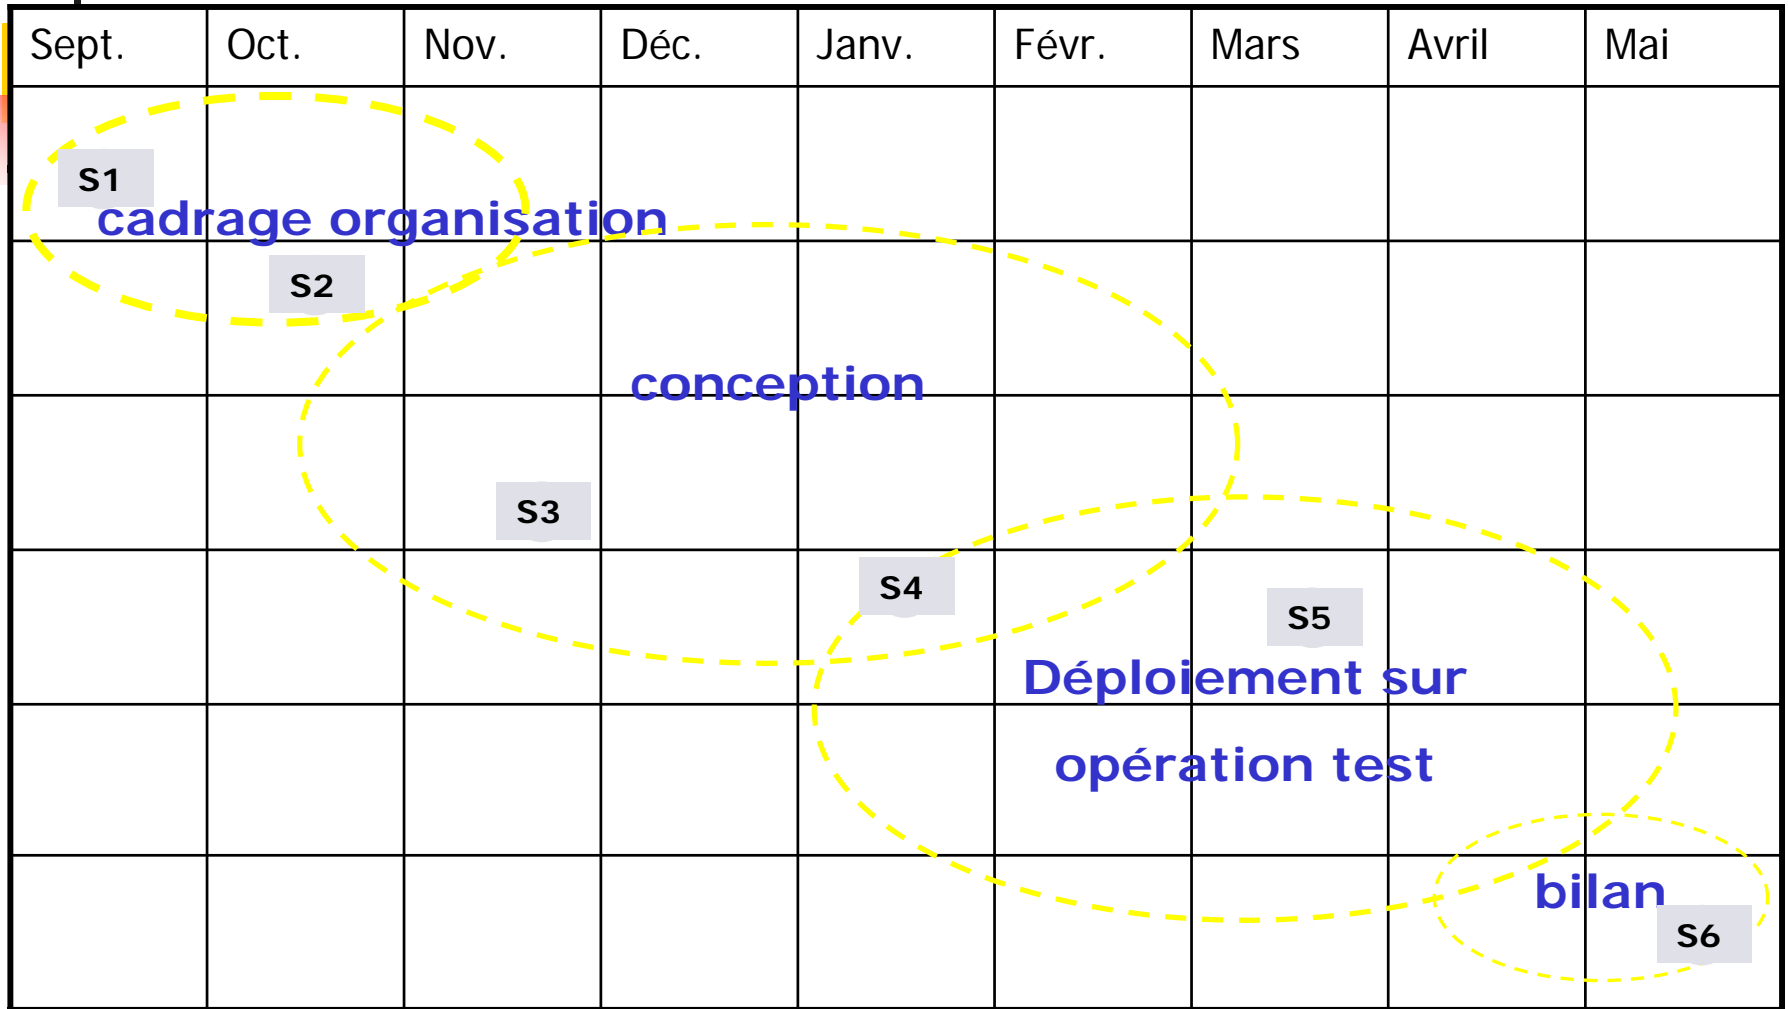 Sept. Oct. Nov. Déc. Janv. Févr. Mars Avril Mai
S1
cadrage organisation
S2
conception
S3
S4
S5
Déploiement sur
opération test
bilan
S6